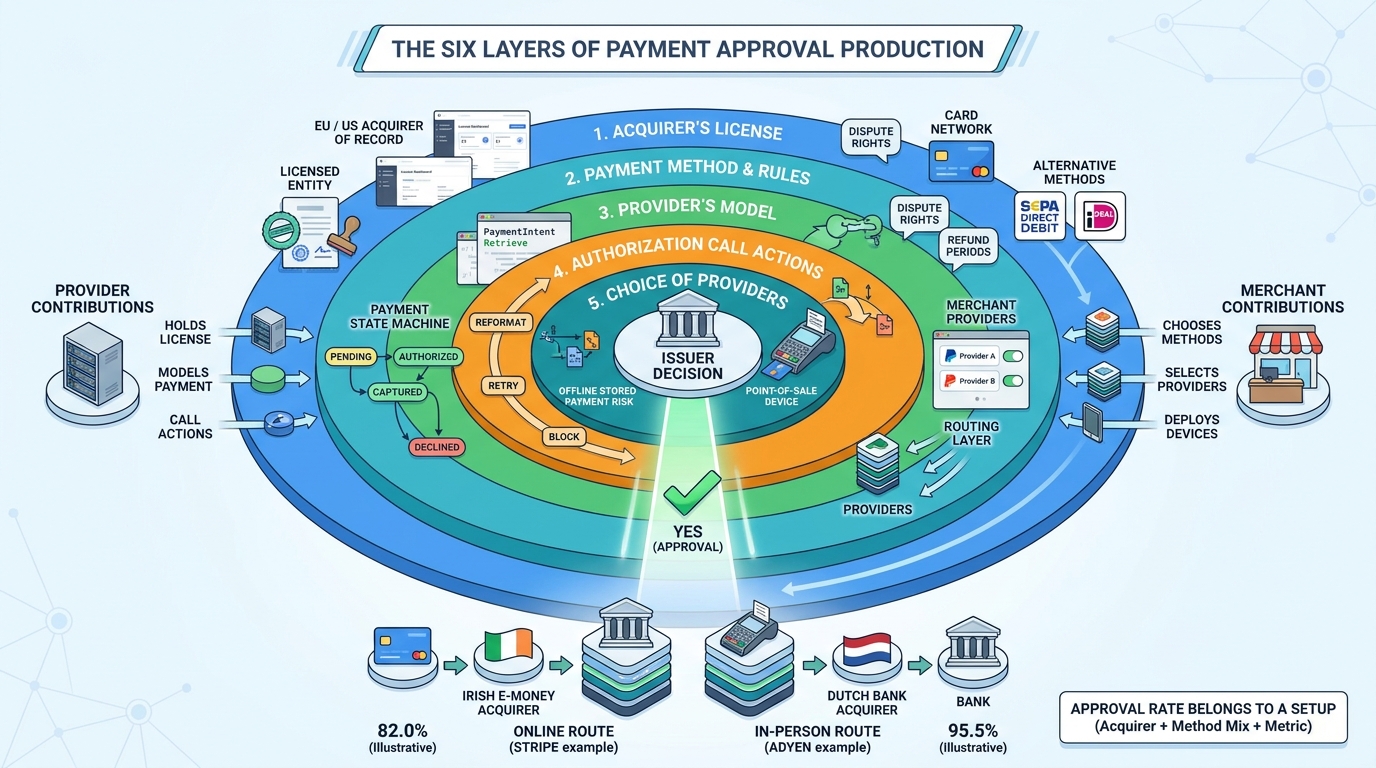 THE SIX LAYERS OF PAYMENT APPROVAL PRODUCTION
EU / US ACQUIRER
OF RECORD
LICENSED
ENTITY
1. ACQUIRER'S LICENSE
2. PAYMENT METHOD & RULES
3. PROVIDER'S MODEL
4. AUTHORIZATION CALL ACTIONS
5. CHOICE OF PROVIDERS
ISSUER
DECISION
DISPUTE
RIGHTS
CARD
NETWORK
ALTERNATIVE
METHODS
SEPA
DIRECT
DEBIT
iDEAL
DISPUTE
RIGHTS
REFUND
PERIODS
PaymentIntent
Retrieve
PROVIDER
CONTRIBUTIONS
HOLDS
LICENSE
MODELS
PAYMENT
CALL
ACTIONS
PAYMENT
STATE MACHINE
PENDING
AUTHORIZED
CAPTURED
DECLINED
REFORMAT
RETRY
BLOCK
OFFLINE STORED
PAYMENT RISK
POINT-OF-SALE
DEVICE
MERCHANT
PROVIDERS
Provider A
Provider B
ROUTING
LAYER
PROVIDERS
MERCHANT
CONTRIBUTIONS
CHOOSES
METHODS
SELECTS
PROVIDERS
DEPLOYS
DEVICES
YES
(APPROVAL)
IRISH E-MONEY
ACQUIRER
82.0%
(Illustrative)
ONLINE ROUTE
(STRIPE example)
DUTCH BANK
ACQUIRER
BANK
IN-PERSON ROUTE
(ADYEN example)
95.5%
(Illustrative)
APPROVAL RATE BELONGS TO A SETUP
(Acquirer + Method Mix + Metric)